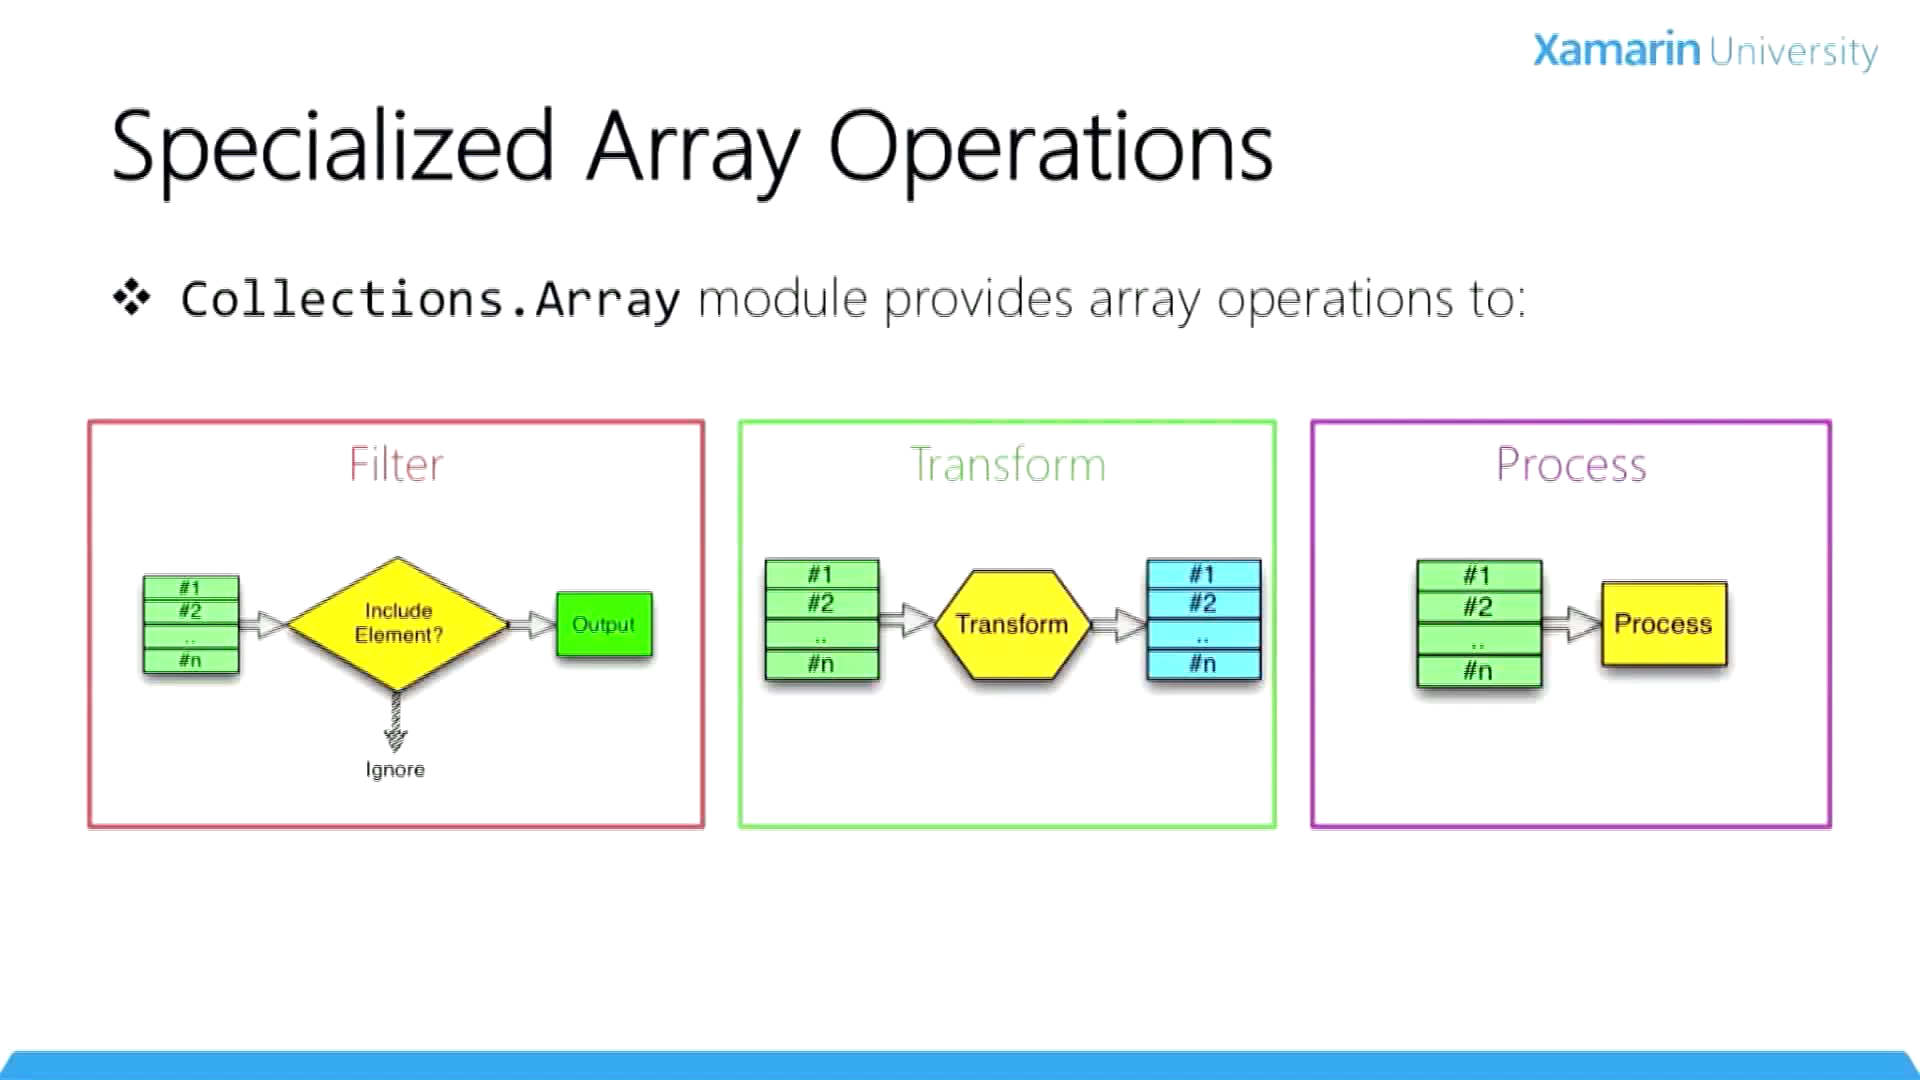 Xamarin University
Specialized Array Operations
❖ Collections.Array module provides array operations to:
Filter
#1
#2
..
#n
Include
Element?
Output
Ignore
Transform
#1
#2
..
#n
Transform
#1
#2
..
#n
Process
#1
#2
..
#n
Process